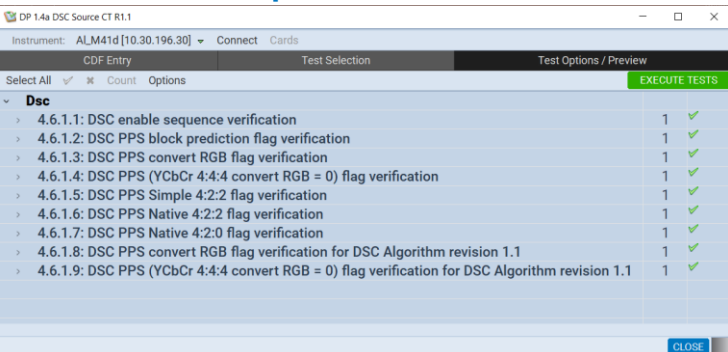 DP 1.4a DSC Source CT R1.1
Instrument: Al_M41d [10.30.196.30] Connect Cards
CDF Entry Test Selection Test Options / Preview
Select All Count Options EXECUTE TESTS
Dsc
4.6.1.1: DSC enable sequence verification 1
4.6.1.2: DSC PPS block prediction flag verification 1
4.6.1.3: DSC PPS convert RGB flag verification 1
4.6.1.4: DSC PPS (YCbCr 4:4:4 convert RGB = 0) flag verification 1
4.6.1.5: DSC PPS Simple 4:2:2 flag verification 1
4.6.1.6: DSC PPS Native 4:2:2 flag verification 1
4.6.1.7: DSC PPS Native 4:2:0 flag verification 1
4.6.1.8: DSC PPS convert RGB flag verification for DSC Algorithm revision 1.1 1
4.6.1.9: DSC PPS (YCbCr 4:4:4 convert RGB = 0) flag verification for DSC Algorithm revision 1.1 1
CLOSE